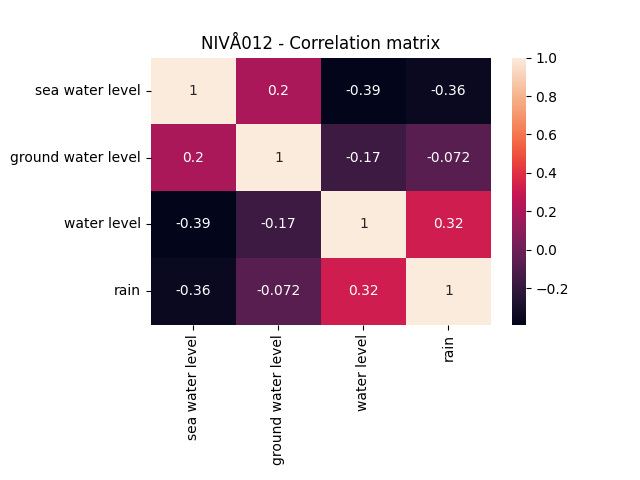 NIVÅ012 - Correlation matrix
sea water level 1 0.2 -0.39 -0.36
ground water level 0.2 1 -0.17 -0.072
water level -0.39 -0.17 1 0.32
rain -0.36 -0.072 0.32 1
sea water level
ground water level
water level
rain
1.0
0.8
0.6
0.4
0.2
0.0
−0.2